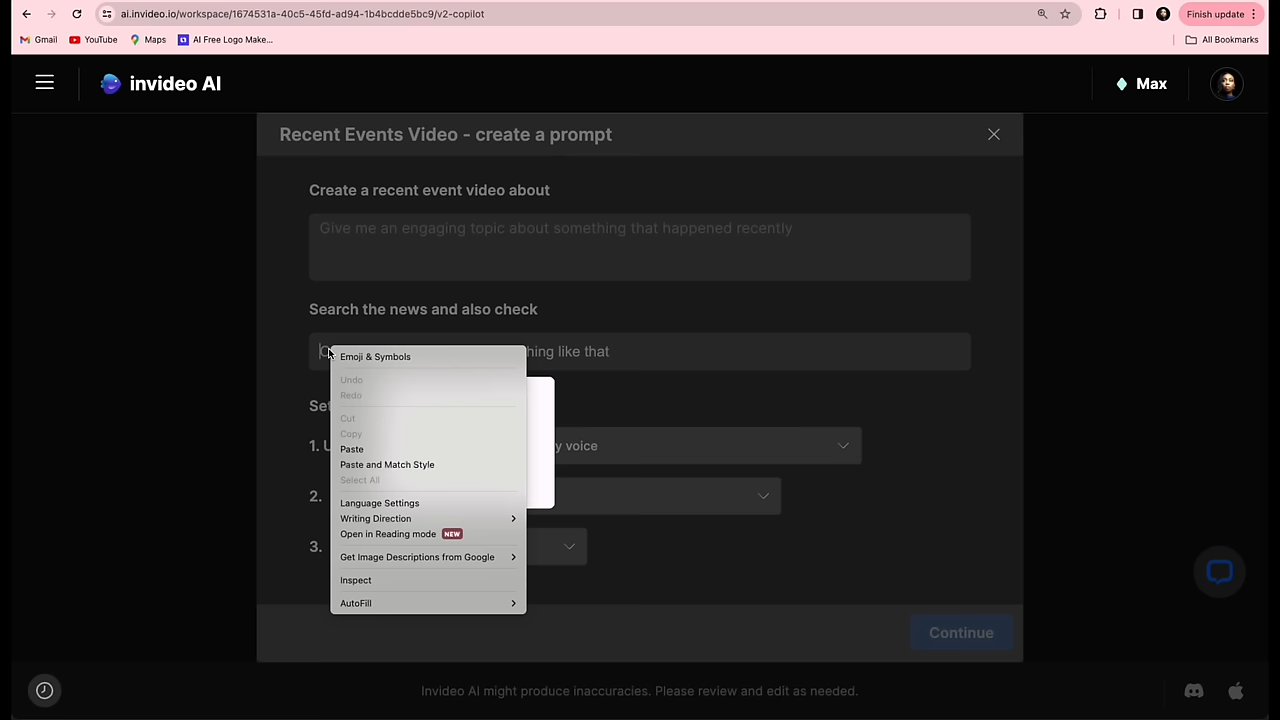 ai.invideo.io/workspace/1674531a-40c5-45fd-ad94-1b4bcdde5bc9/v2-copilot
Finish update
Gmail
YouTube
Maps
AI Free Logo Make...
All Bookmarks
invideo AI
Max
Recent Events Video - create a prompt
Create a recent event video about
Give me an engaging topic about something that happened recently
Search the news and also check
hing like that
Emoji & Symbols
Undo
Redo
Cut
Copy
Paste
Paste and Match Style
Select All
Language Settings
Writing Direction
Open in Reading mode NEW
Get Image Descriptions from Google
Inspect
AutoFill
Set
1. U
y voice
2.
3.
Continue
Invideo AI might produce inaccuracies. Please review and edit as needed.